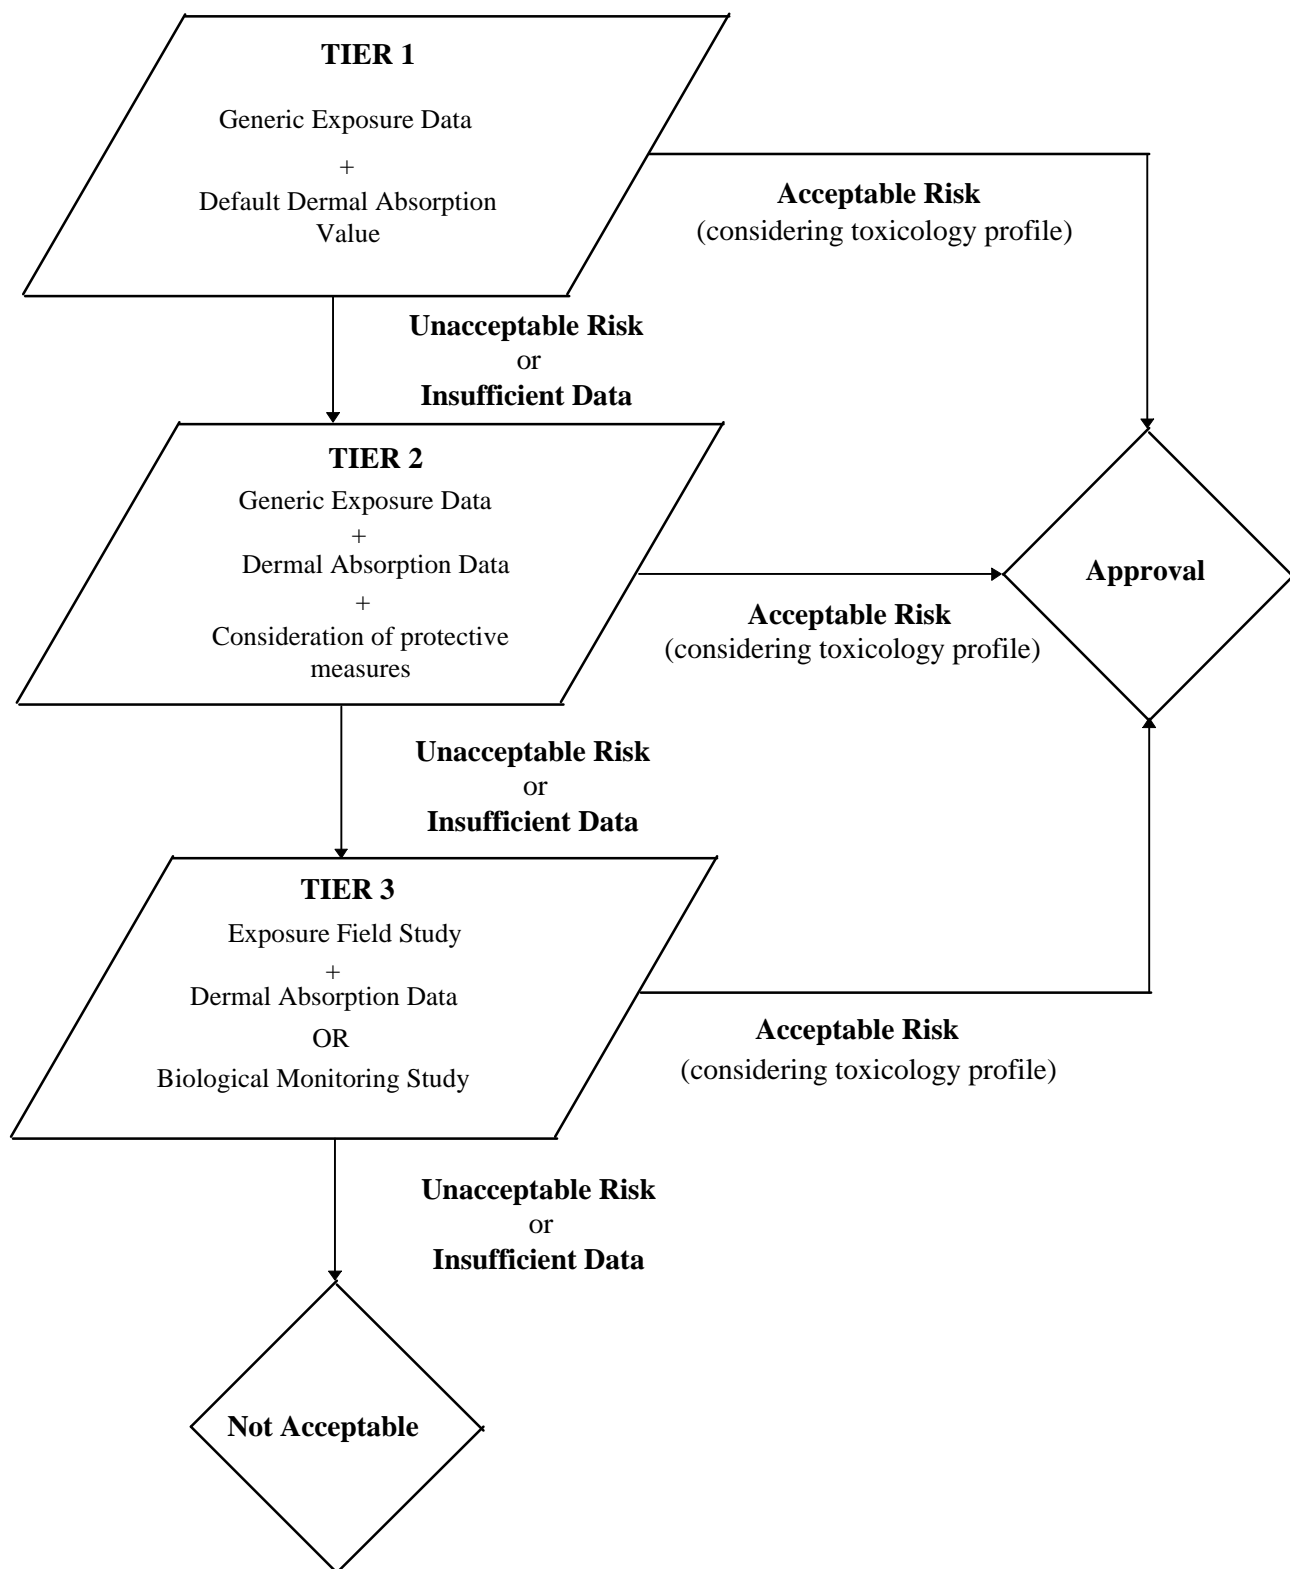 TIER 1
Generic Exposure Data
+
Default Dermal Absorption
Value
Acceptable Risk
(considering toxicology profile)
Unacceptable Risk
or
Insufficient Data
TIER 2
Generic Exposure Data
+
Dermal Absorption Data
+
Consideration of protective
measures
Approval
Acceptable Risk
(considering toxicology profile)
Unacceptable Risk
or
Insufficient Data
TIER 3
Exposure Field Study
+
Dermal Absorption Data
OR
Biological Monitoring Study
Acceptable Risk
(considering toxicology profile)
Unacceptable Risk
or
Insufficient Data
Not Acceptable